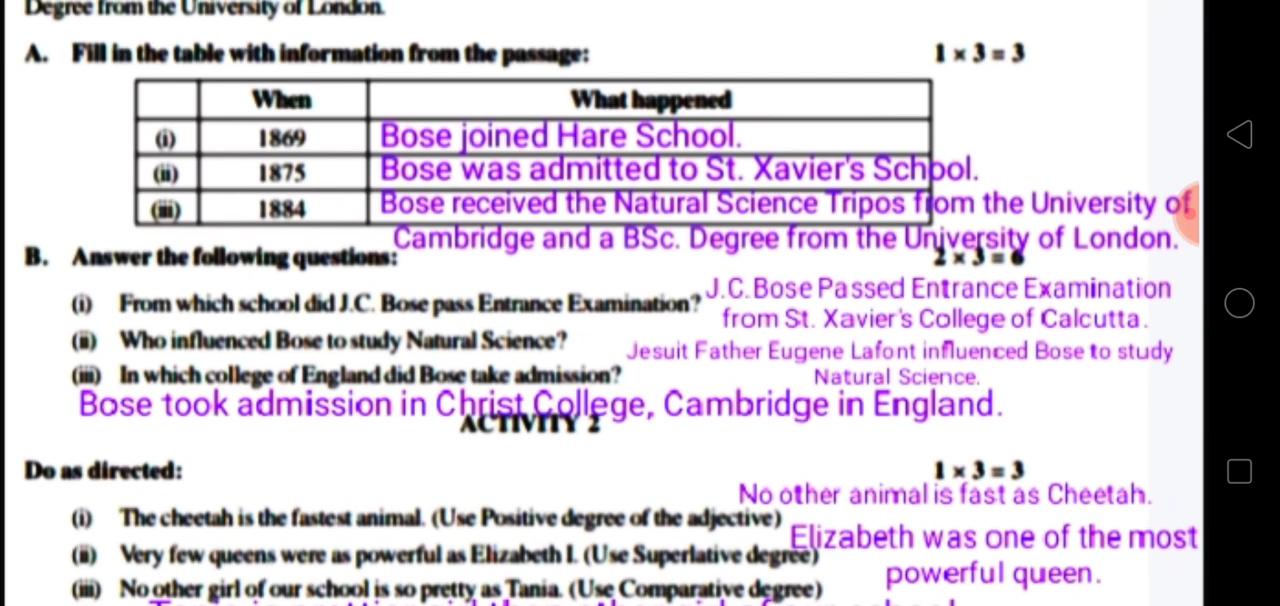 Degree from the University of London.
A. Fill in the table with information from the passage: 1 × 3 = 3
When What happened
(i) 1869 Bose joined Hare School.
(ii) 1875 Bose was admitted to St. Xavier's School.
(iii) 1884 Bose received the Natural Science Tripos from the University of
Cambridge and a BSc. Degree from the University of London.
B. Answer the following questions: 2 × 3 = 6
(i) From which school did J.C. Bose pass Entrance Examination? J.C.Bose Passed Entrance Examination
from St. Xavier's College of Calcutta.
(ii) Who influenced Bose to study Natural Science? Jesuit Father Eugene Lafont influenced Bose to study
Natural Science.
(iii) In which college of England did Bose take admission?
Bose took admission in Christ College, Cambridge in England.
ACTIVITY 2
Do as directed: 1 × 3 = 3
No other animal is fast as Cheetah.
(i) The cheetah is the fastest animal. (Use Positive degree of the adjective)
Elizabeth was one of the most
(ii) Very few queens were as powerful as Elizabeth I. (Use Superlative degree)
powerful queen.
(iii) No other girl of our school is so pretty as Tania. (Use Comparative degree)